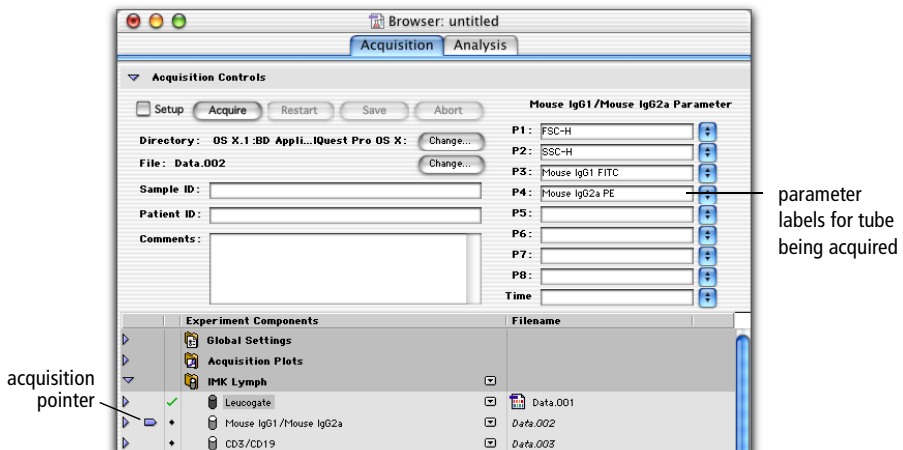 Browser: untitled
Acquisition Analysis
Acquisition Controls
Setup Acquire Restart Save Abort
Directory: OS X.1:BD Appli...lQuest Pro OS X: Change...
File: Data.002 Change...
Sample ID:
Patient ID:
Comments:
Mouse IgG1/Mouse IgG2a Parameter
P1: FSC-H
P2: SSC-H
P3: Mouse IgG1 FITC
P4: Mouse IgG2a PE
P5:
P6:
P7:
P8:
Time
parameter
labels for tube
being acquired
Experiment Components Filename
Global Settings
Acquisition Plots
IMK Lymph
Leucogate Data.001
Mouse IgG1/Mouse IgG2a Data.002
CD3/CD19 Data.003
acquisition
pointer